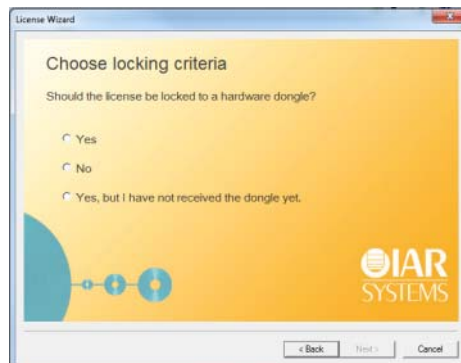 License Wizard
Choose locking criteria
Should the license be locked to a hardware dongle?
Yes
No
Yes, but I have not received the dongle yet.
IAR
SYSTEMS
< Back Next > Cancel